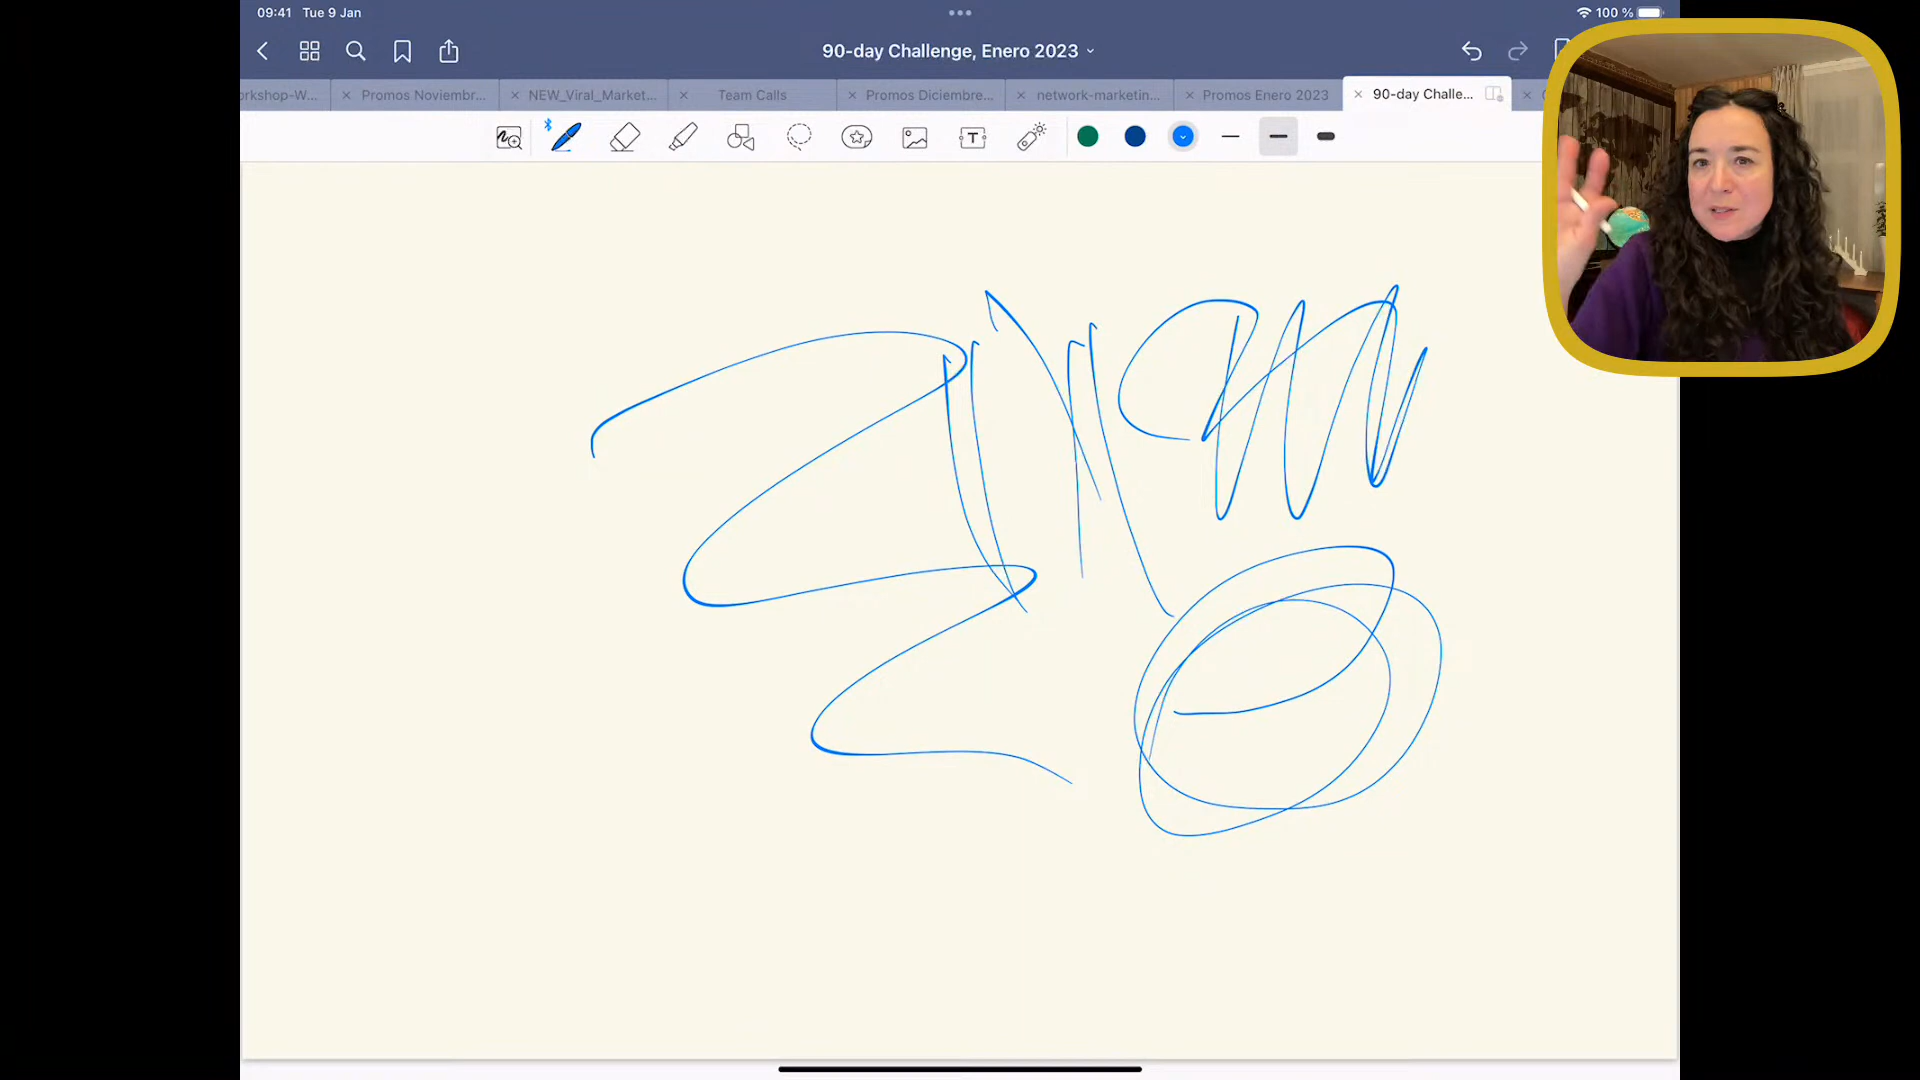 09:41 Tue 9 Jan 100 %
90-day Challenge, Enero 2023
orkshop-W... Promos Noviembr... NEW_Viral_Market... Team Calls Promos Diciembre... network-marketin... Promos Enero 2023 90-day Challe...
T